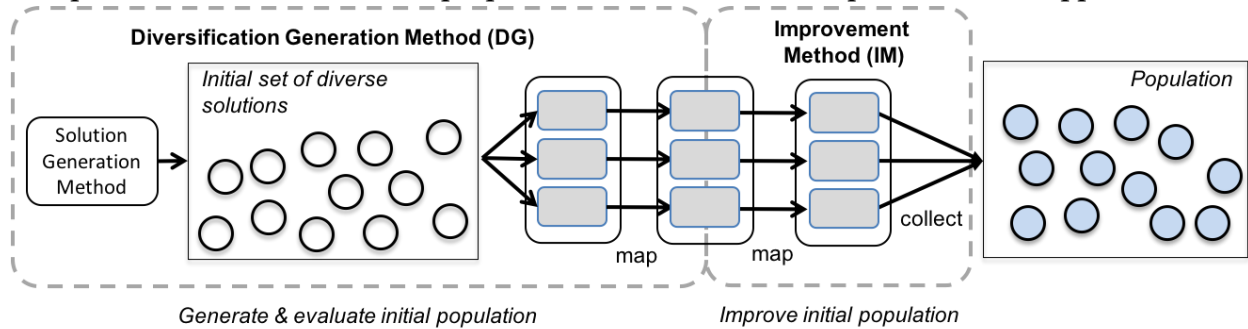 Diversification Generation Method (DG)
Improvement
Method (IM)
Initial set of diverse
solutions
Population
Solution
Generation
Method
collect
map
map
Generate & evaluate initial population
Improve initial population